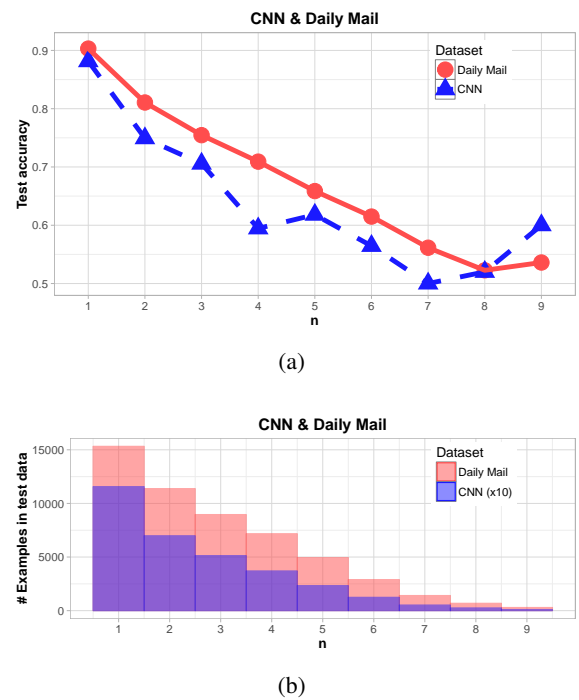 CNN & Daily Mail
Dataset
Daily Mail
CNN
Test accuracy
0.9
0.8
0.7
0.6
0.5
1 2 3 4 5 6 7 8 9
n
(a)
CNN & Daily Mail
Dataset
Daily Mail
CNN (x10)
# Examples in test data
15000
10000
5000
0
1 2 3 4 5 6 7 8 9
n
(b)